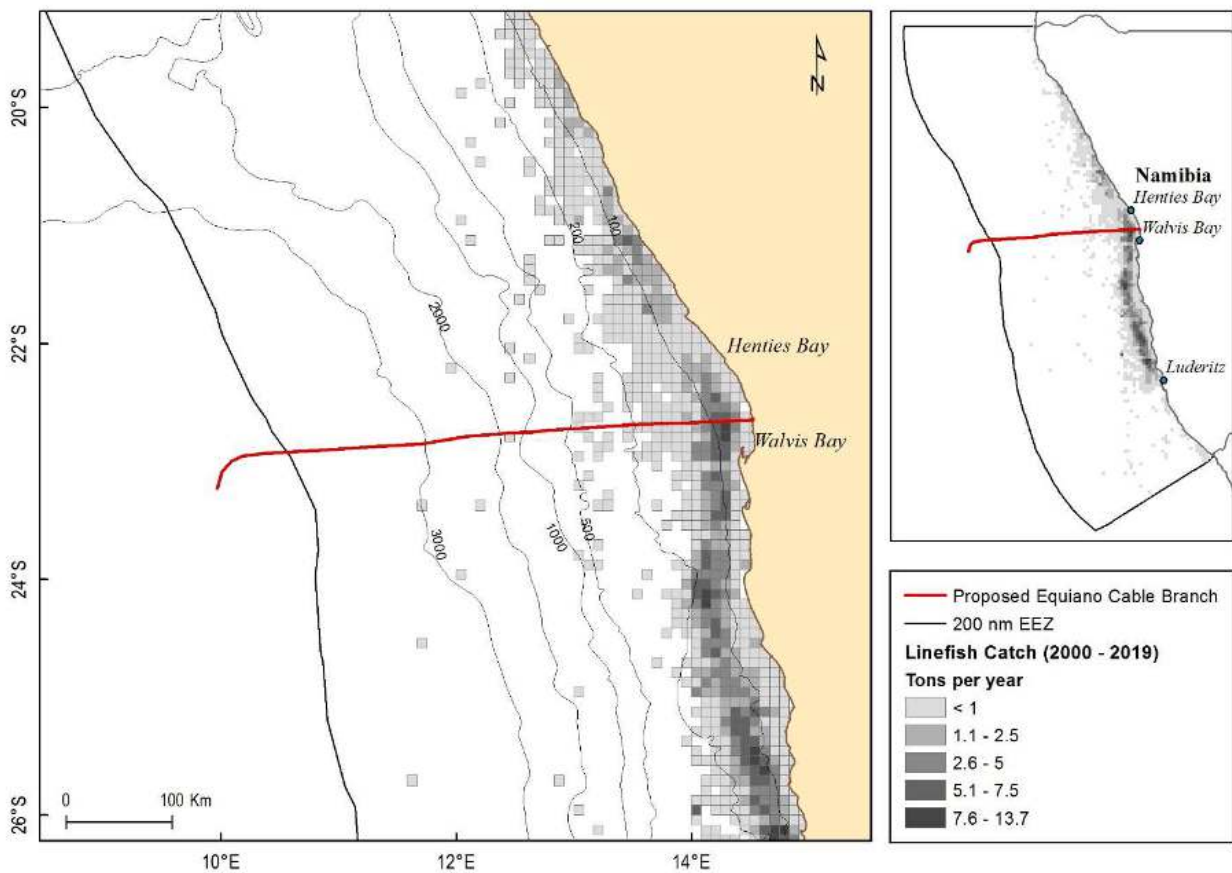 20°S
22°S
24°S
26°S
10°E
12°E
14°E
N
100
200
2000
3000
1000
500
Henties Bay
Walvis Bay
0 100 Km
Namibia
Henties Bay
Walvis Bay
Luderitz
Proposed Equiano Cable Branch
200 nm EEZ
Linefish Catch (2000 - 2019)
Tons per year
< 1
1.1 - 2.5
2.6 - 5
5.1 - 7.5
7.6 - 13.7